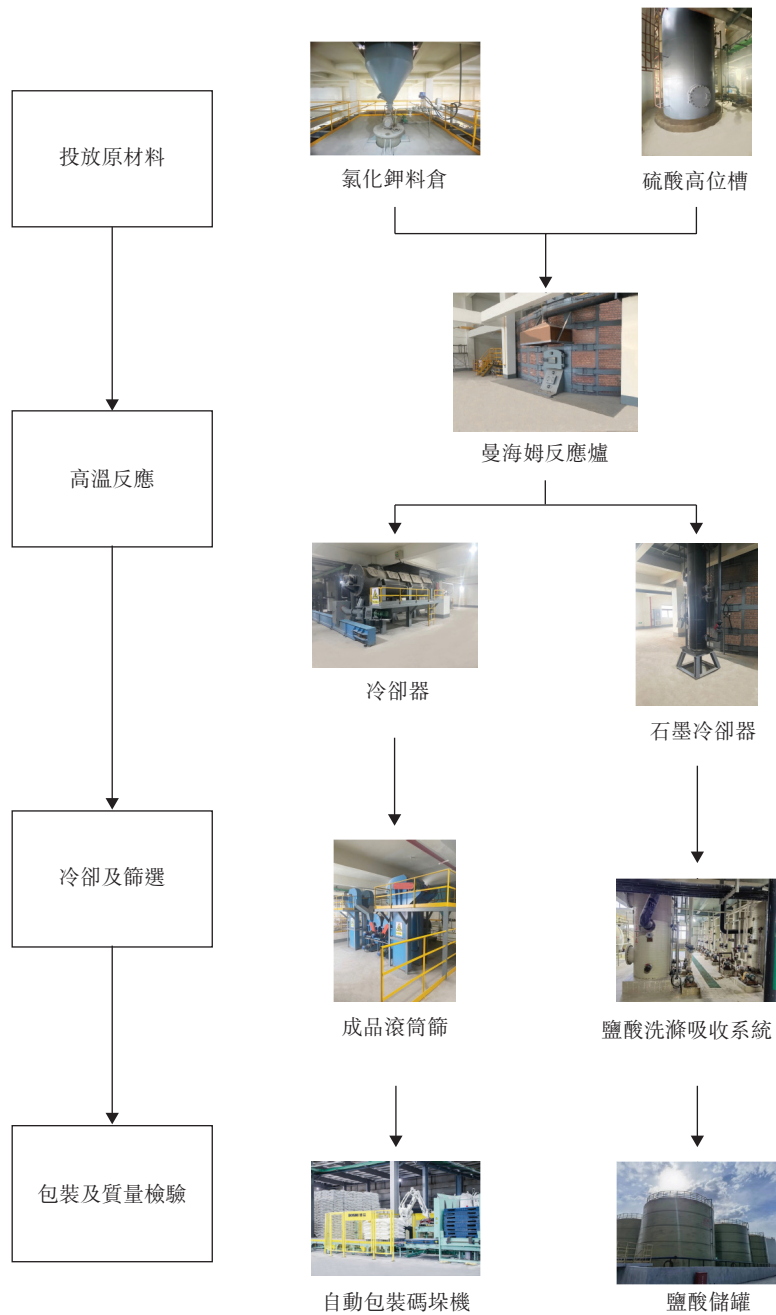 投放原材料
氯化鉀料倉
硫酸高位槽
曼海姆反應爐
高溫反應
冷卻器
石墨冷卻器
冷卻及篩選
成品滾筒篩
鹽酸洗滌吸收系統
包裝及質量檢驗
自動包裝碼垛機
鹽酸儲罐